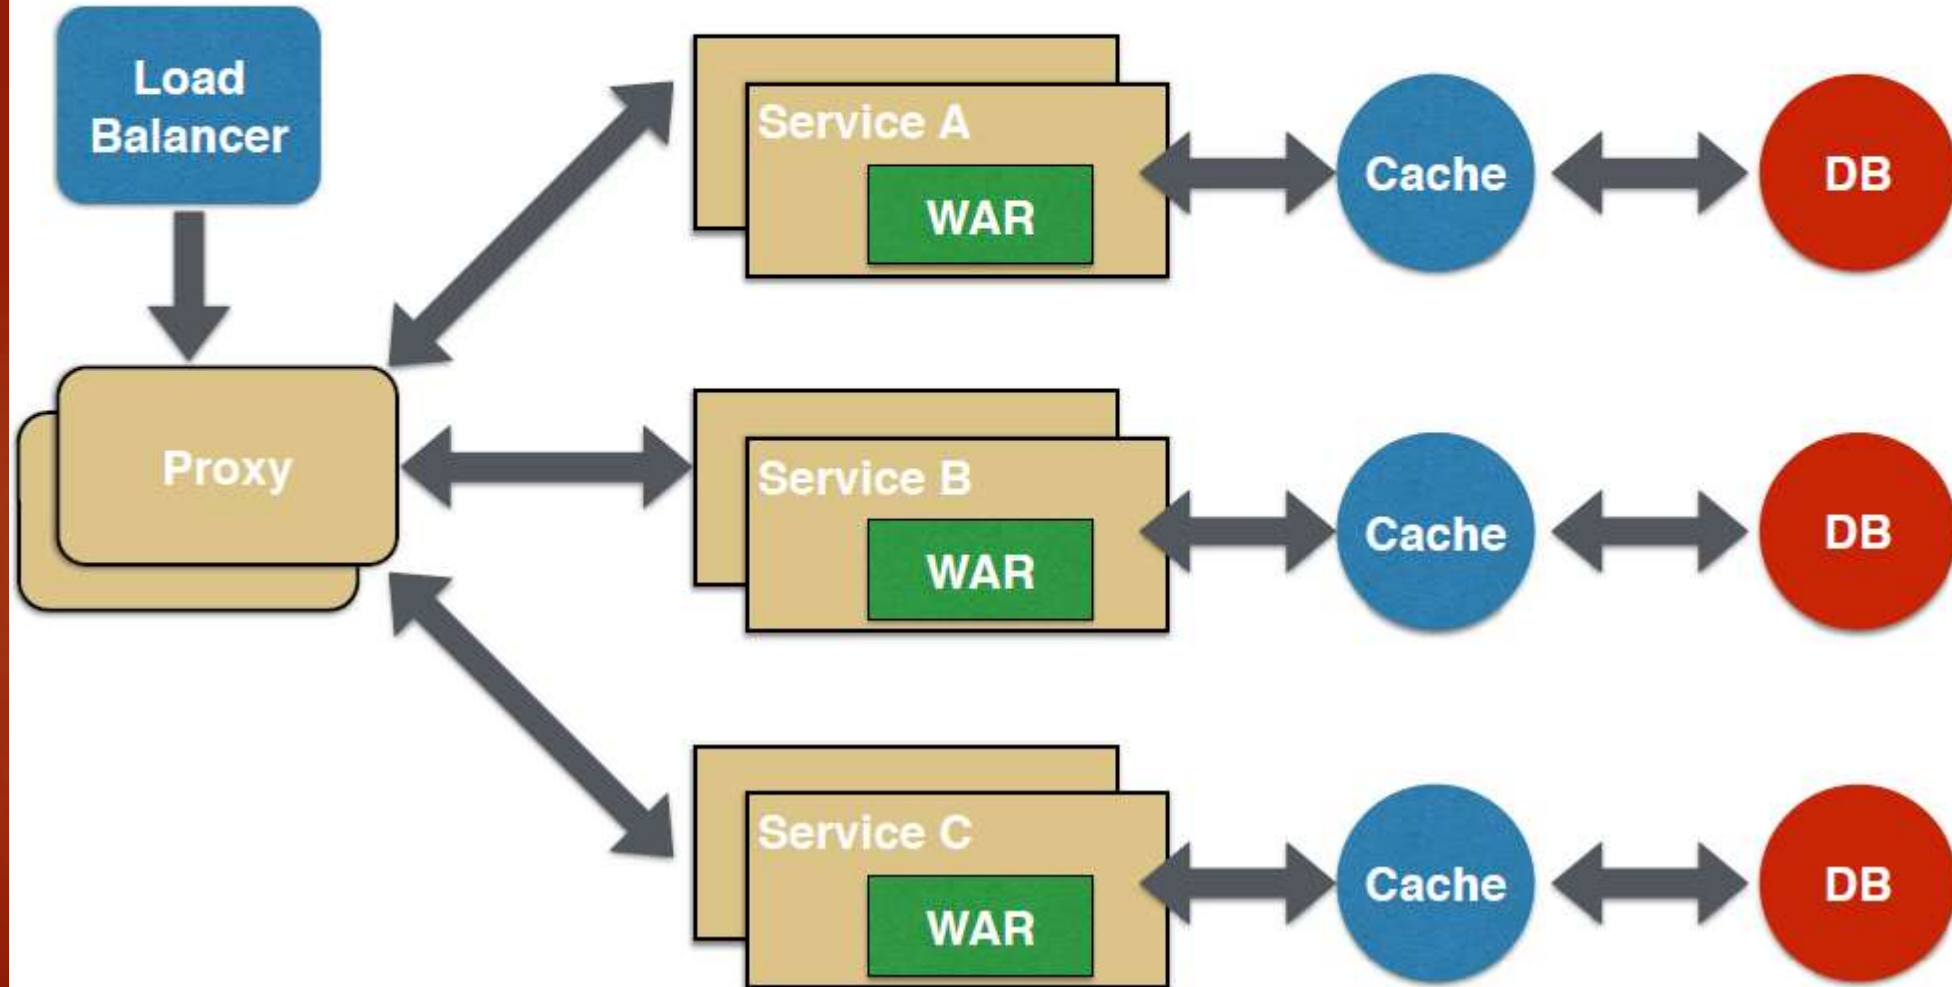 Load
Balancer
Service A
WAR
Cache
DB
Proxy
Service B
WAR
Cache
DB
Service C
WAR
Cache
DB